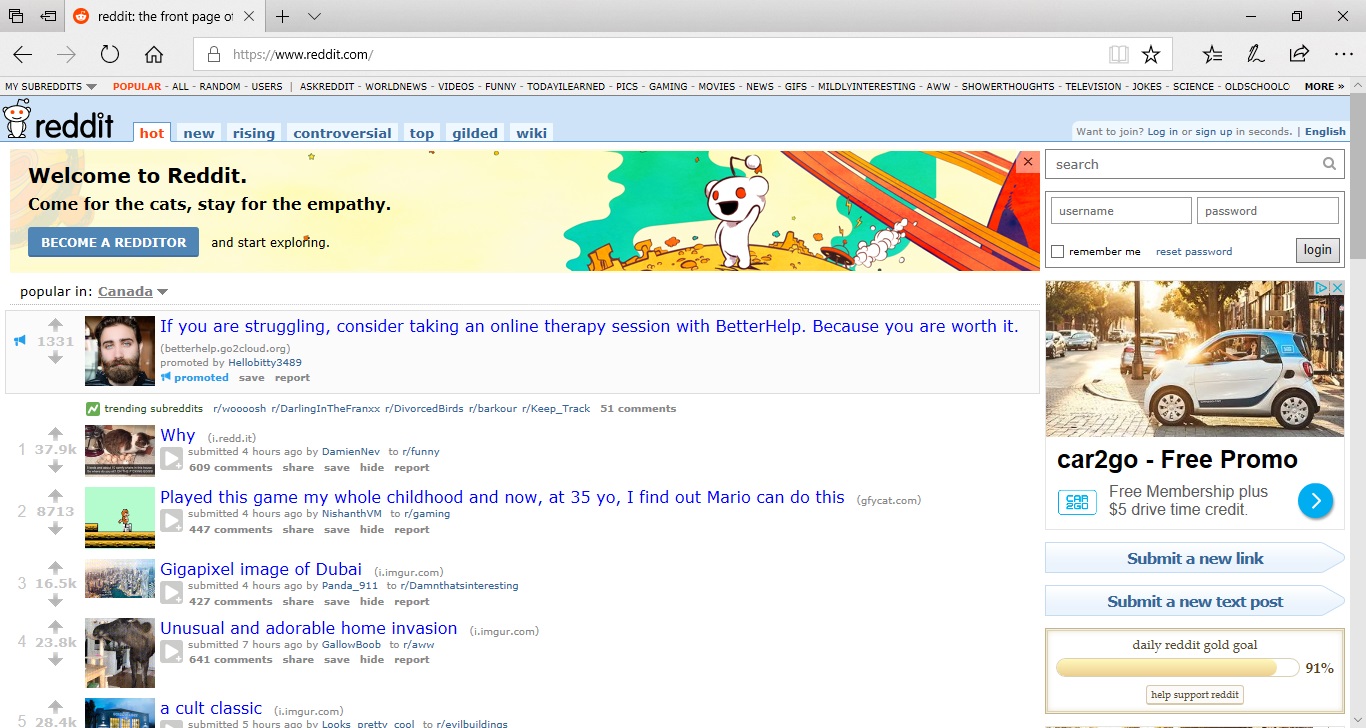 reddit: the front page of
https://www.reddit.com/
MY SUBREDDITS POPULAR - ALL - RANDOM - USERS | ASKREDDIT - WORLDNEWS - VIDEOS - FUNNY - TODAYILEARNED - PICS - GAMING - MOVIES - NEWS - GIFS - MILDLYINTERESTING - AWW - SHOWERTHOUGHTS - TELEVISION - JOKES - SCIENCE - OLDSCHOOLC MORE »
reddit hot new rising controversial top gilded wiki
Want to join? Log in or sign up in seconds. | English
Welcome to Reddit.
Come for the cats, stay for the empathy.
BECOME A REDDITOR and start exploring.
search
username password
remember me reset password login
popular in: Canada
1331
If you are struggling, consider taking an online therapy session with BetterHelp. Because you are worth it.
(betterhelp.go2cloud.org)
promoted by Hellobitty3489
promoted save report
trending subreddits r/woooosh r/DarlingInTheFranxx r/DivorcedBirds r/barkour r/Keep_Track 51 comments
1 37.9k
Why (i.redd.it)
submitted 4 hours ago by DamienNev to r/funny
609 comments share save hide report
2 8713
Played this game my whole childhood and now, at 35 yo, I find out Mario can do this (gfycat.com)
submitted 4 hours ago by NishanthVM to r/gaming
447 comments share save hide report
3 16.5k
Gigapixel image of Dubai (i.imgur.com)
submitted 4 hours ago by Panda_911 to r/Damnthatsinteresting
427 comments share save hide report
4 23.8k
Unusual and adorable home invasion (i.imgur.com)
submitted 7 hours ago by GallowBoob to r/aww
641 comments share save hide report
5 28.4k
a cult classic (i.imgur.com)
submitted 5 hours ago by Looks_pretty_cool to r/evilbuildings
car2go - Free Promo
CAR2GO
Free Membership plus
$5 drive time credit.
Submit a new link
Submit a new text post
daily reddit gold goal
91%
help support reddit